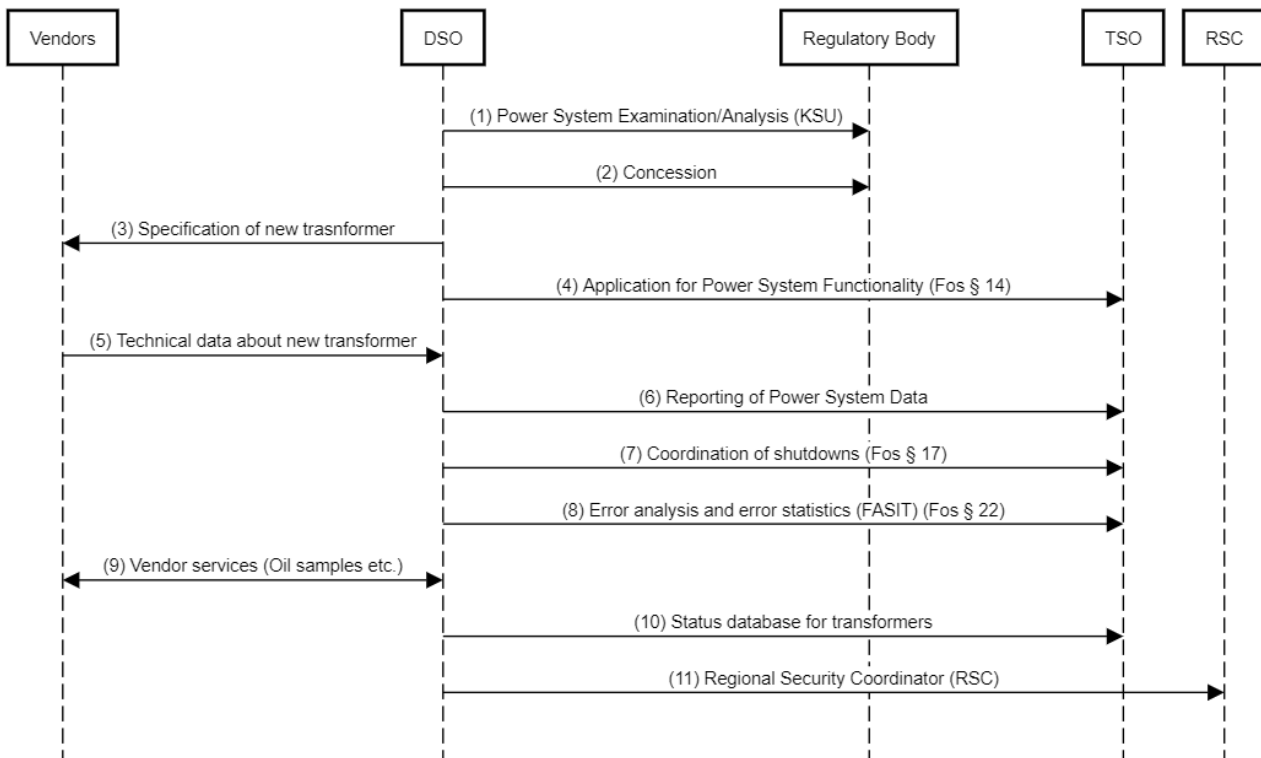 Vendors
DSO
Regulatory Body
TSO
RSC
(1) Power System Examination/Analysis (KSU)
(2) Concession
(3) Specification of new trasnformer
(4) Application for Power System Functionality (Fos § 14)
(5) Technical data about new transformer
(6) Reporting of Power System Data
(7) Coordination of shutdowns (Fos § 17)
(8) Error analysis and error statistics (FASIT) (Fos § 22)
(9) Vendor services (Oil samples etc.)
(10) Status database for transformers
(11) Regional Security Coordinator (RSC)